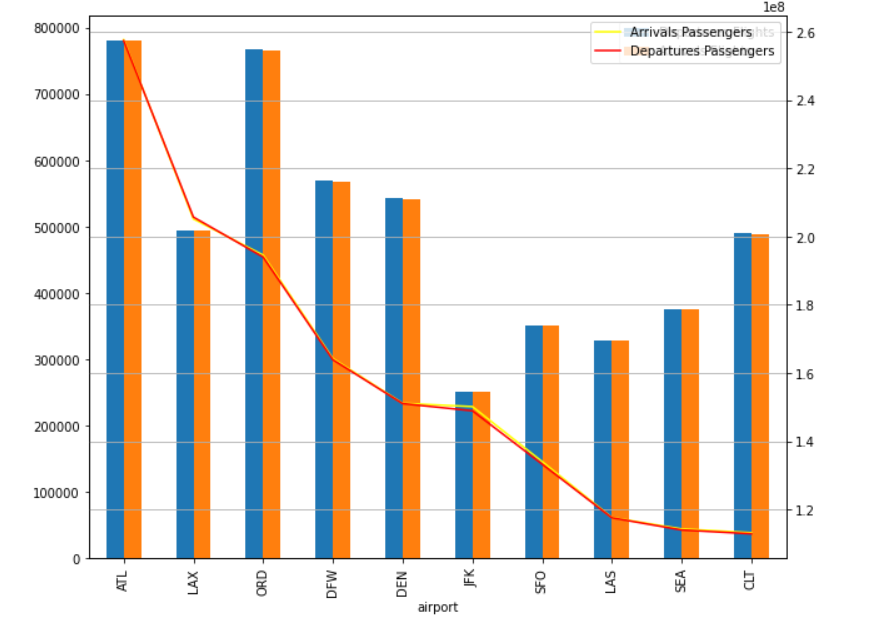 1e8
800000
700000
600000
500000
400000
300000
200000
100000
0
2.6
2.4
2.2
2.0
1.8
1.6
1.4
1.2
Arrivals Passengers
Departures Passengers
ATL
LAX
ORD
DFW
DEN
JFK
SFO
LAS
SEA
CLT
airport